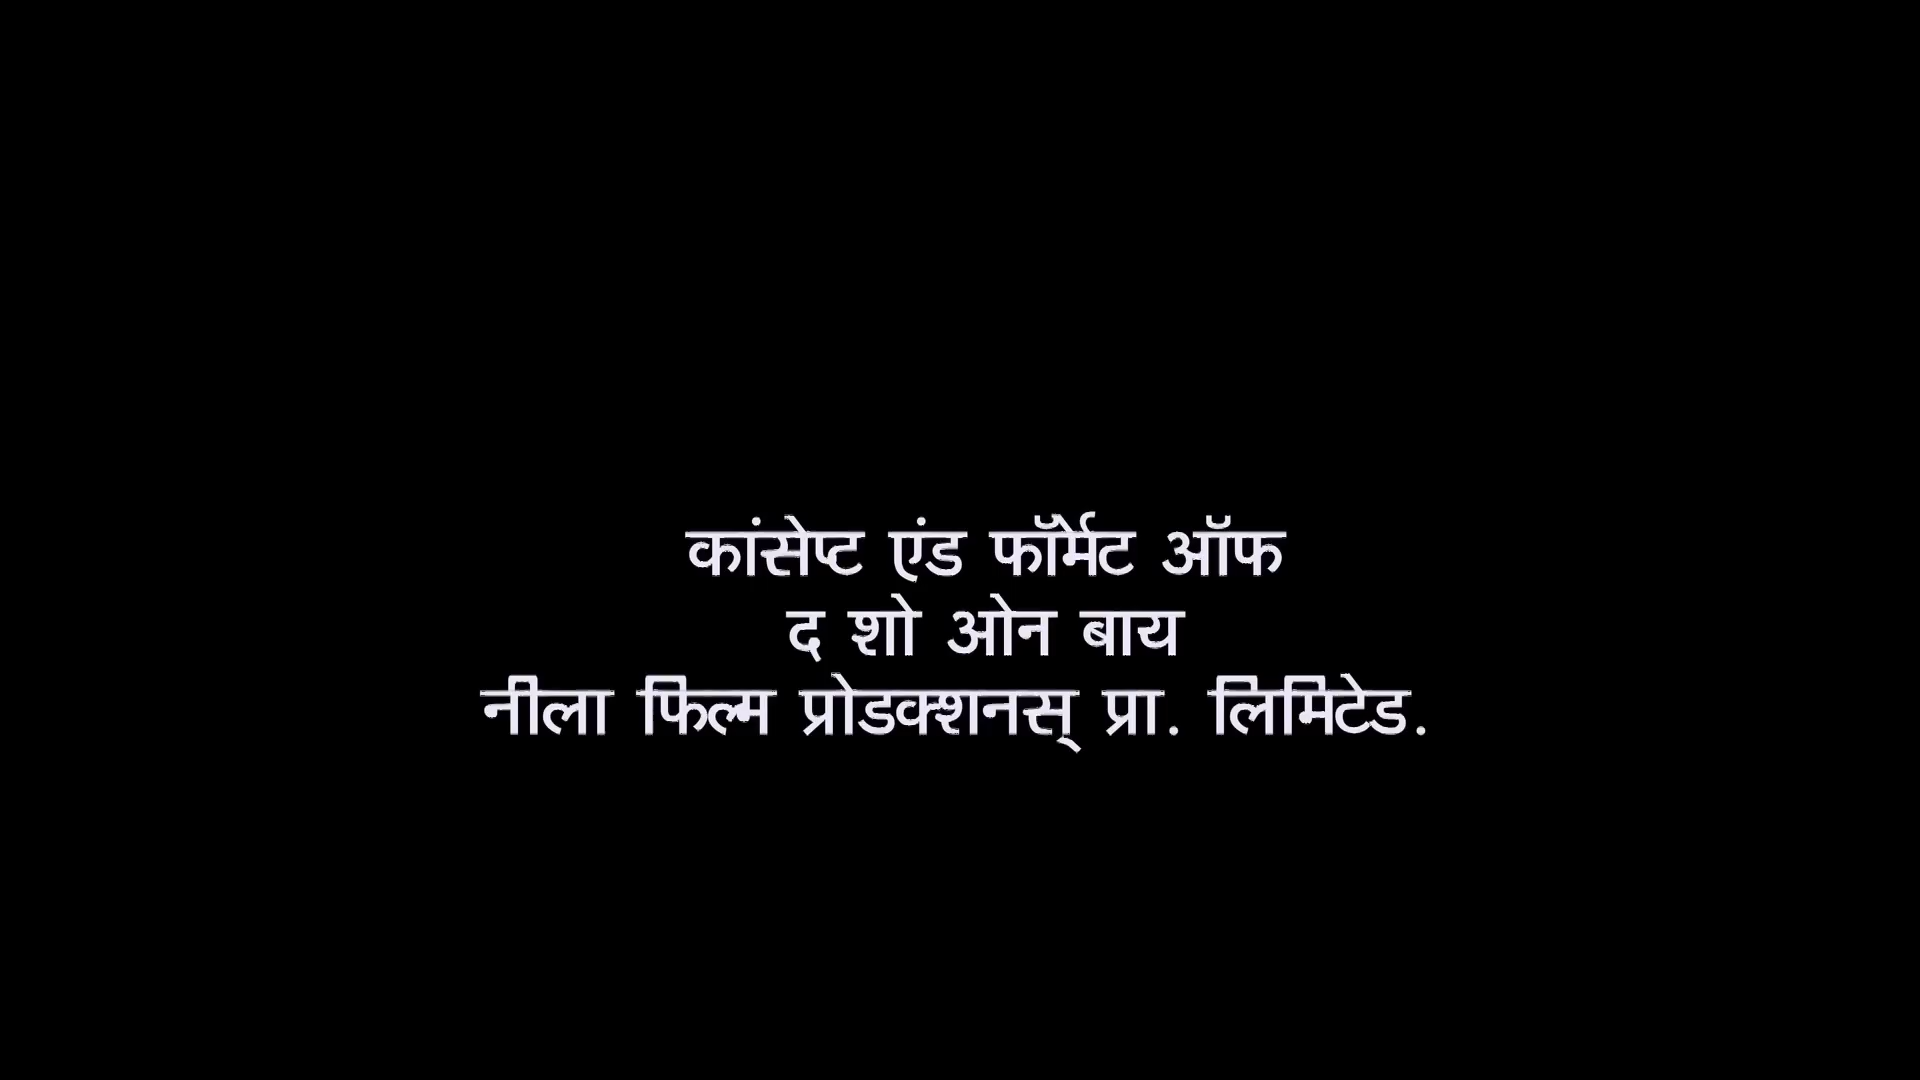 कांसेप्ट एंड फॉर्मेट ऑफ
द शो ओन बाय
नीला फिल्म प्रोडक्शनस् प्रा. लिमिटेड.